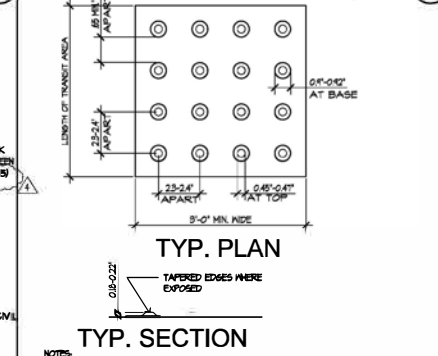 .65 MIN.
APART
LENGTH OF TRANSIT AREA
2.3-2.4"
APART
0.9"-0.92"
AT BASE
2.3-2.4"
APART
0.45"-0.47"
AT TOP
3'-0" MIN. WIDE
TYP. PLAN
4
0.18-0.22"
TAPERED EDGES WHERE
EXPOSED
TYP. SECTION
NOTES: